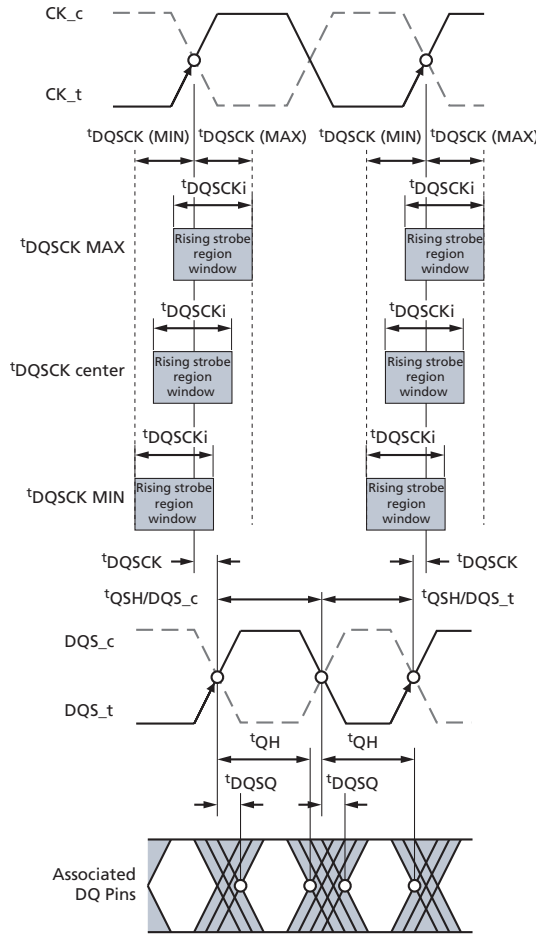 CK_c
CK_t
tDQSCK (MIN) tDQSCK (MAX) tDQSCK (MIN) tDQSCK (MAX)
tDQSCKi tDQSCKi
tDQSCK MAX
Rising strobe
region
window
Rising strobe
region
window
tDQSCKi tDQSCKi
tDQSCK center
Rising strobe
region
window
Rising strobe
region
window
tDQSCKi tDQSCKi
tDQSCK MIN
Rising strobe
region
window
Rising strobe
region
window
tDQSCK tDQSCK
tQSH/DQS_c tQSH/DQS_t
DQS_c
DQS_t
tQH tQH
tDQSQ tDQSQ
Associated
DQ Pins